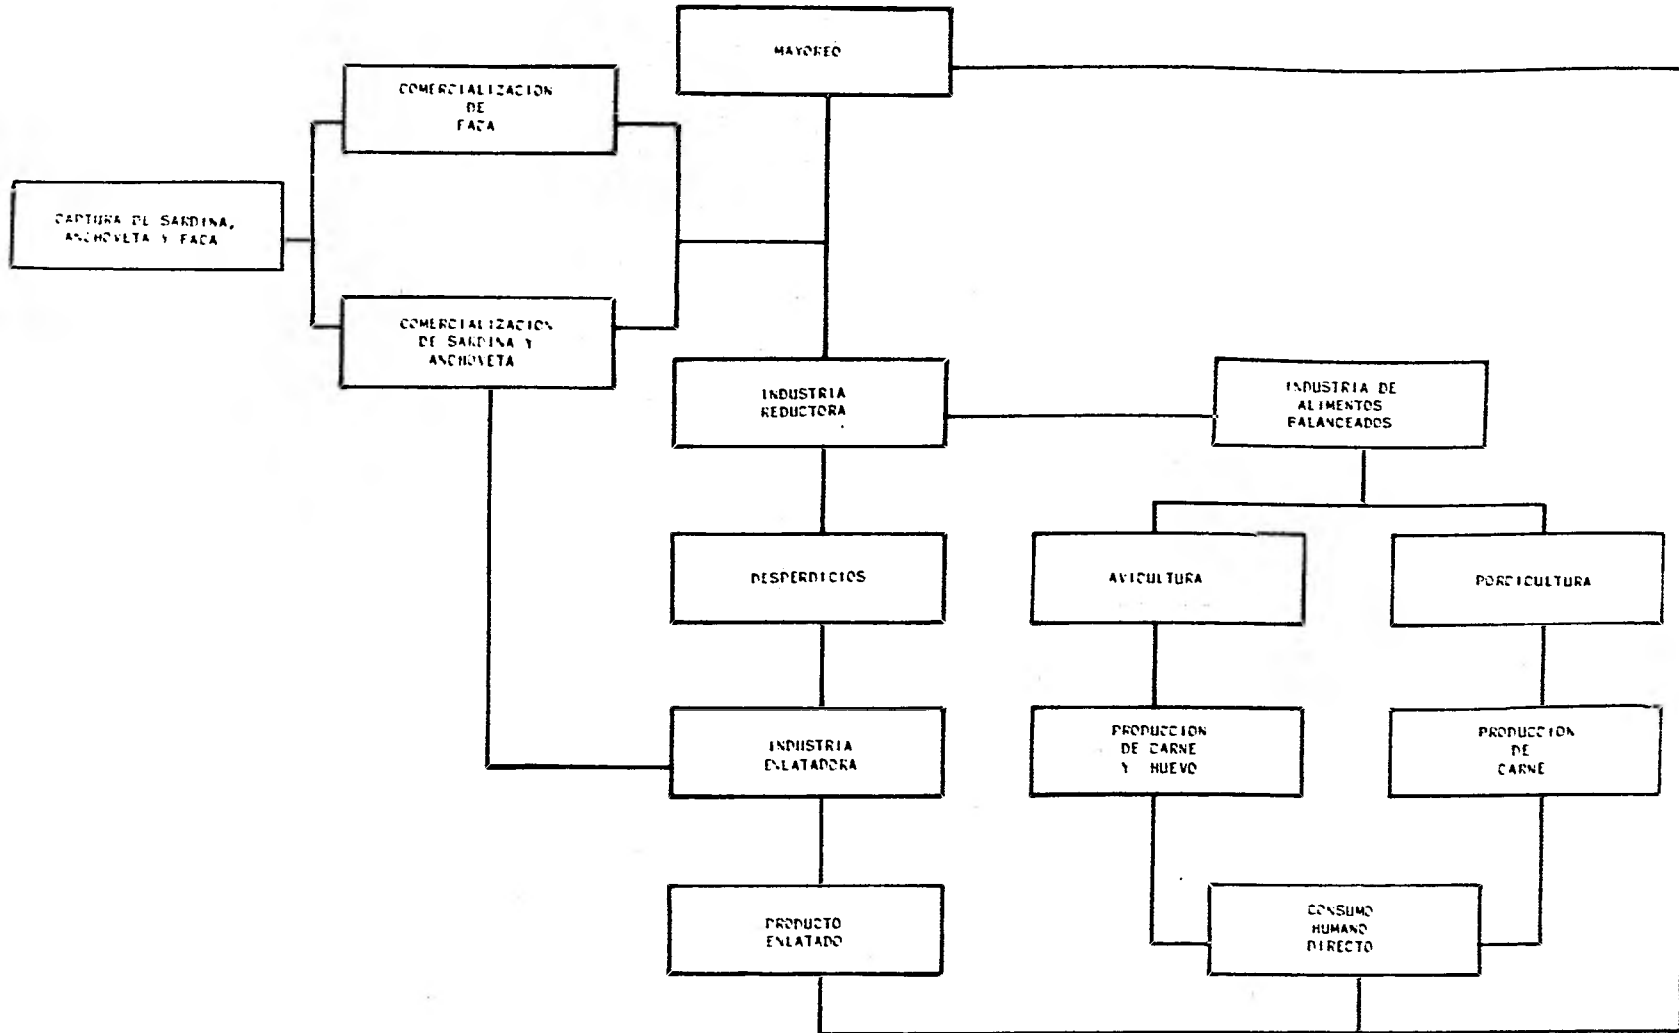 MAYOREO
COMERCIALIZACION
DE
FACA
CAPTURA DE SARDINA,
ANCHOVETA Y FACA
COMERCIALIZACION
DE SARDINA Y
ANCHOVETA
INDUSTRIA
REDUCTORA
INDUSTRIA DE
ALIMENTOS
BALANCEADOS
DESPERDICIOS
AVICULTURA
PORCICULTURA
INDUSTRIA
ENLATADORA
PRODUCCION
DE CARNE
Y HUEVO
PRODUCCION
DE
CARNE
PRODUCTO
ENLATADO
CONSUMO
HUMANO
DIRECTO